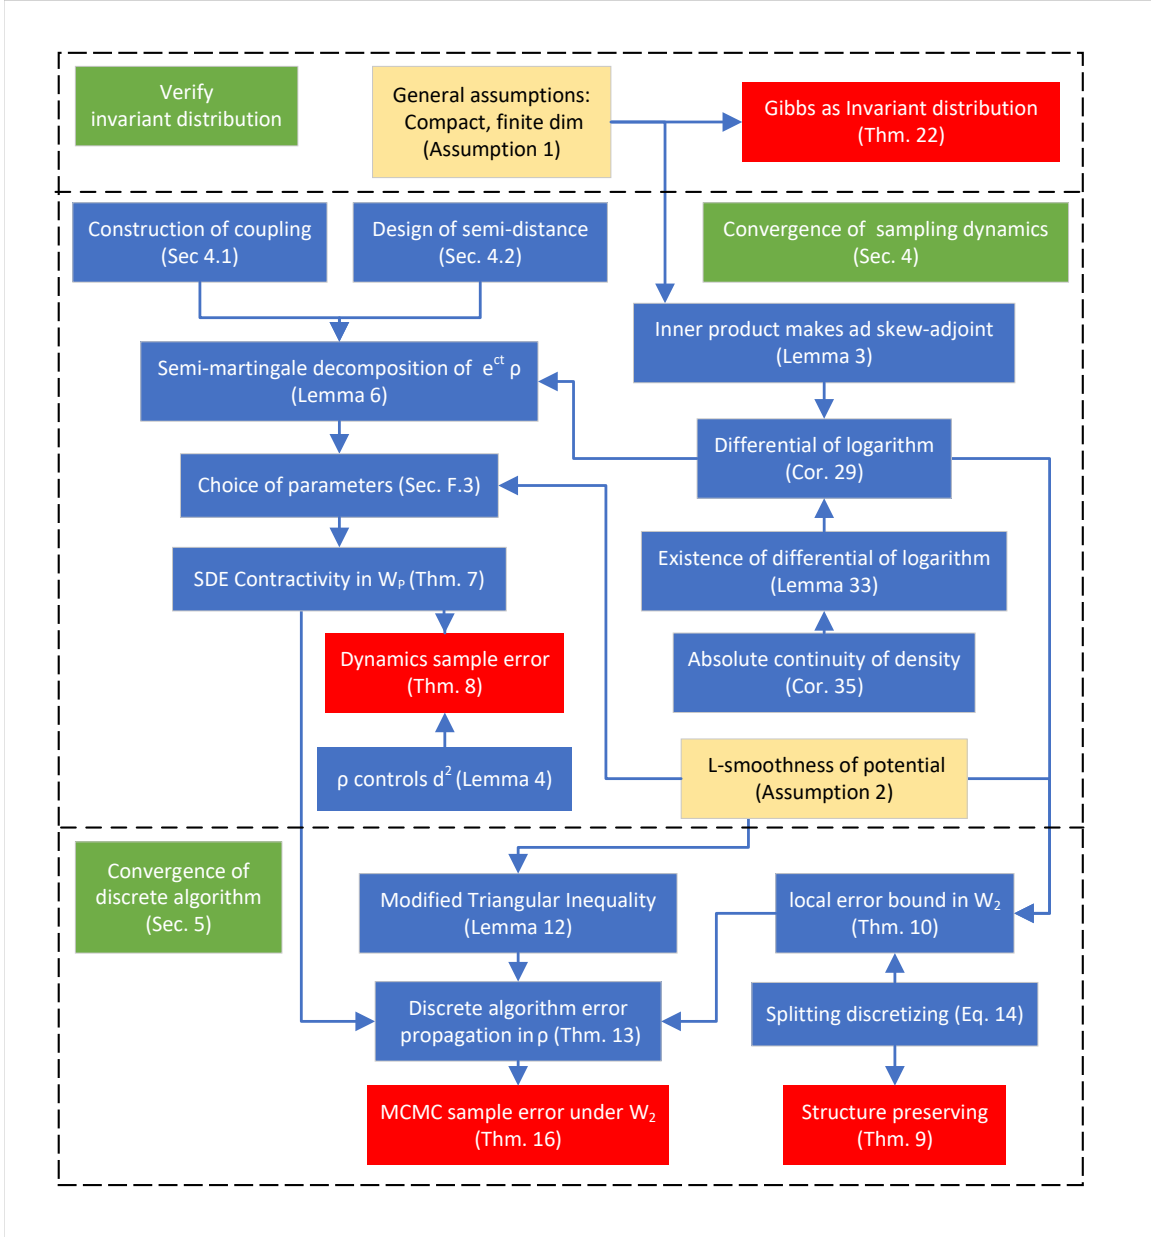 Verify
invariant distribution
General assumptions:
Compact, finite dim
(Assumption 1)
Gibbs as Invariant distribution
(Thm. 22)
Construction of coupling
(Sec 4.1)
Design of semi-distance
(Sec. 4.2)
Convergence of sampling dynamics
(Sec. 4)
Inner product makes ad skew-adjoint
(Lemma 3)
Semi-martingale decomposition of e^ct ρ
(Lemma 6)
Differential of logarithm
(Cor. 29)
Choice of parameters (Sec. F.3)
Existence of differential of logarithm
(Lemma 33)
SDE Contractivity in W_P (Thm. 7)
Dynamics sample error
(Thm. 8)
Absolute continuity of density
(Cor. 35)
ρ controls d² (Lemma 4)
L-smoothness of potential
(Assumption 2)
Convergence of
discrete algorithm
(Sec. 5)
Modified Triangular Inequality
(Lemma 12)
local error bound in W₂
(Thm. 10)
Discrete algorithm error
propagation in ρ (Thm. 13)
Splitting discretizing (Eq. 14)
MCMC sample error under W₂
(Thm. 16)
Structure preserving
(Thm. 9)